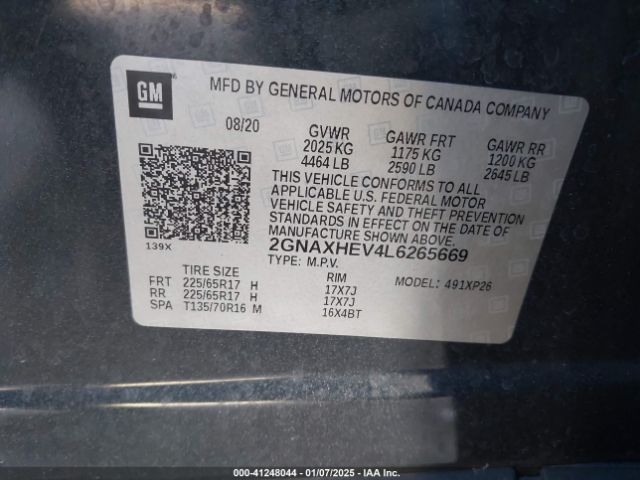 GM
MFD BY GENERAL MOTORS OF CANADA COMPANY
08/20 GVWR GAWR FRT GAWR RR
2025 KG 1175 KG 1200 KG
4464 LB 2590 LB 2645 LB
THIS VEHICLE CONFORMS TO ALL
APPLICABLE U.S. FEDERAL MOTOR
VEHICLE SAFETY AND THEFT PREVENTION
STANDARDS IN EFFECT ON THE DATE OF
MANUFACTURE SHOWN ABOVE.
2GNAXHEV4L6265669
139X
TYPE: M.P.V.
TIRE SIZE RIM MODEL: 491XP26
FRT 225/65R17 H 17X7J
RR 225/65R17 H 17X7J
SPA T135/70R16 M 16X4BT
000-41248044 — 01/07/2025 — IAA Inc.